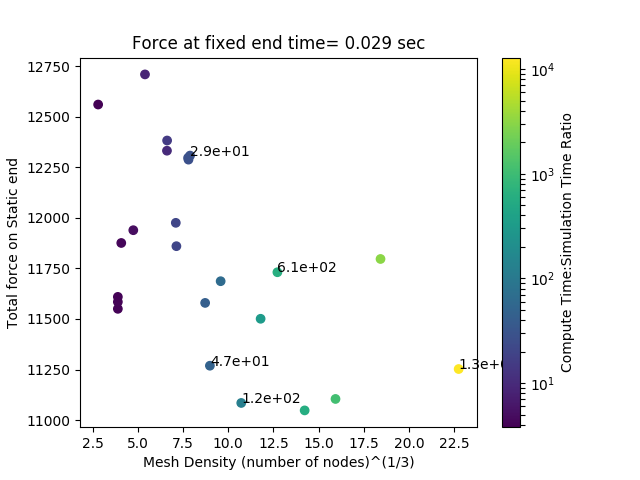 Force at fixed end time= 0.029 sec
Total force on Static end
12750
12500
12250
12000
11750
11500
11250
11000
2.9e+01
6.1e+02
4.7e+01
1.2e+02
1.3e+0
2.5
5.0
7.5
10.0
12.5
15.0
17.5
20.0
22.5
Mesh Density (number of nodes)^(1/3)
10^4
10^3
10^2
10^1
Compute Time:Simulation Time Ratio